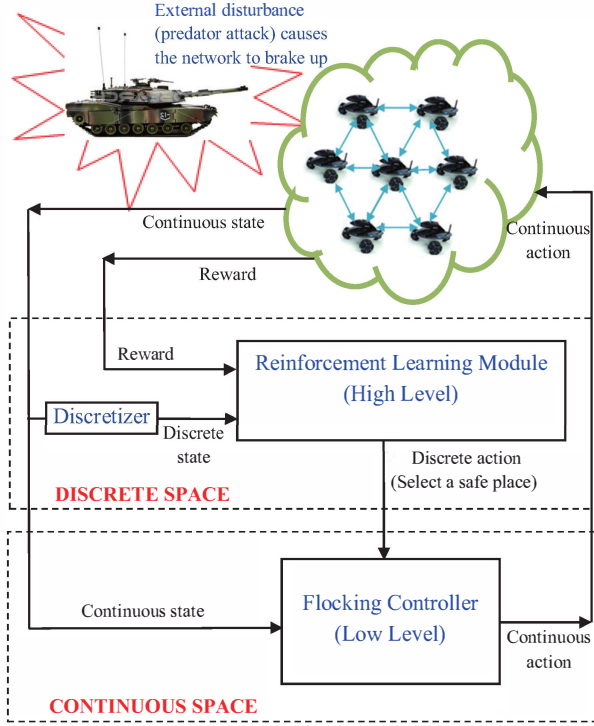 External disturbance
(predator attack) causes
the network to brake up
Continuous state
Continuous
action
Reward
Reward
Reinforcement Learning Module
(High Level)
Discretizer
Discrete
state
Discrete action
(Select a safe place)
DISCRETE SPACE
Flocking Controller
(Low Level)
Continuous state
Continuous
action
CONTINUOUS SPACE